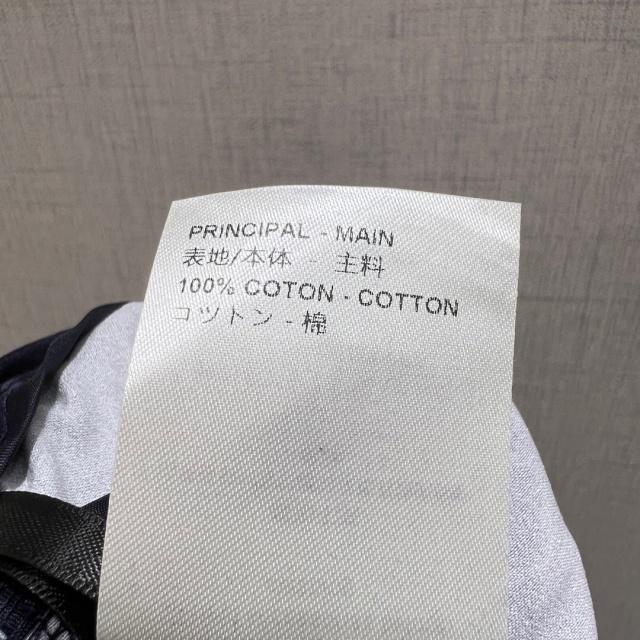 PRINCIPAL - MAIN
表地/本体 - 主料
100% COTON - COTTON
コットン - 棉